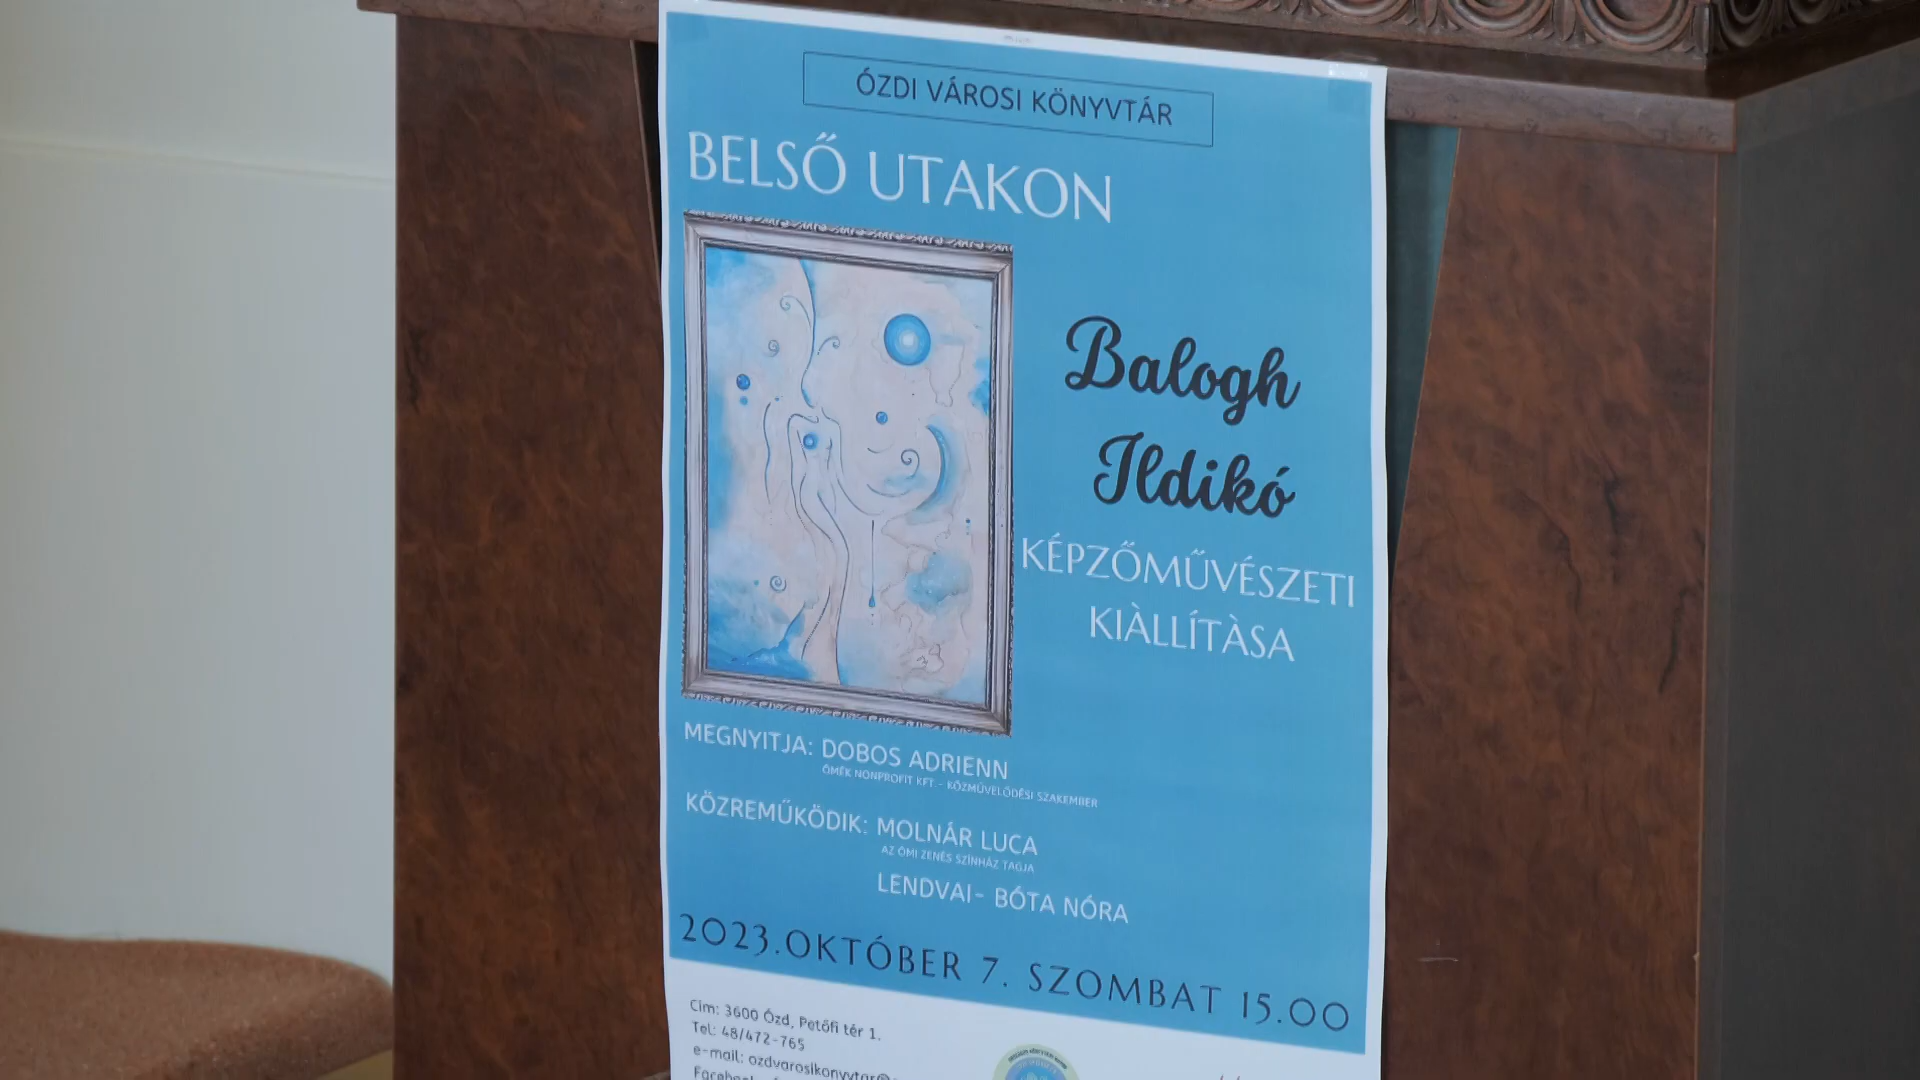 ÓZDI VÁROSI KÖNYVTÁR
BELSŐ UTAKON
Balogh
Ildikó
KÉPZŐMŰVÉSZETI
KIÀLLÍTÀSA
MEGNYITJA: DOBOS ADRIENN
ÓMÉK NONPROFIT KFT. - KÖZMŰVELŐDÉSI SZAKEMBER
KÖZREMŰKÖDIK: MOLNÁR LUCA
AZ ÓMI ZENÉS SZÍNHÁZ TAGJA
LENDVAI- BÓTA NÓRA
2023.OKTÓBER 7. SZOMBAT 15.00
Cím: 3600 Ózd, Petőfi tér 1.
Tel: 48/472-765
e-mail: ozdvarosikonyvtar@
Facebook